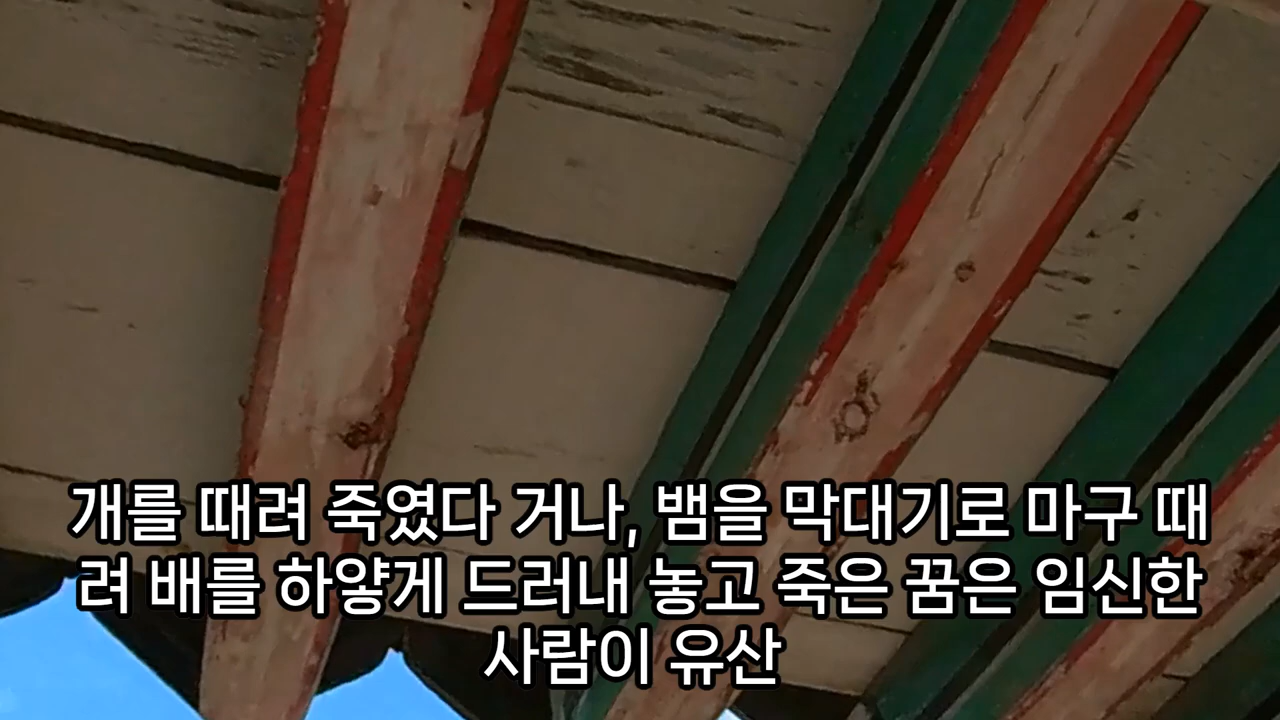 개를 때려 죽였다 거나, 뱀을 막대기로 마구 때
려 배를 하얗게 드러내 놓고 죽은 꿈은 임신한
사람이 유산